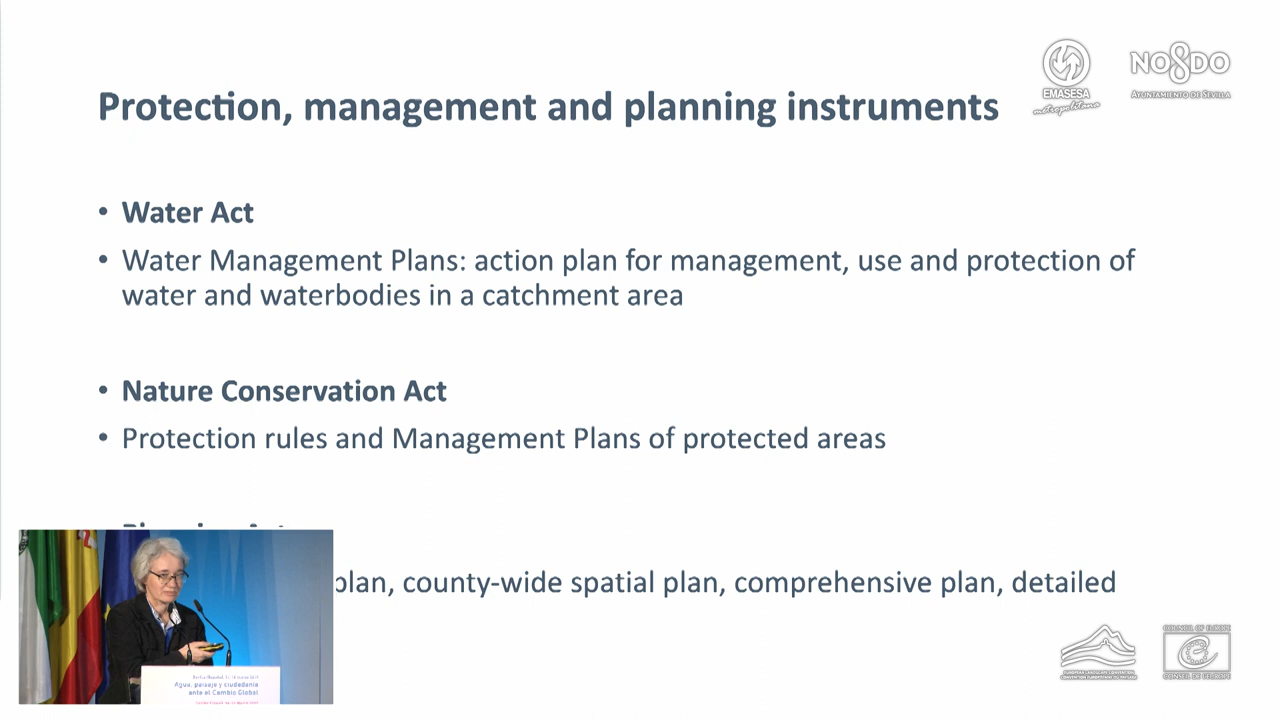 EMASESA
metropolitana
NO8DO
AYUNTAMIENTO DE SEVILLA
Protection, management and planning instruments
• Water Act
• Water Management Plans: action plan for management, use and protection of
water and waterbodies in a catchment area
• Nature Conservation Act
• Protection rules and Management Plans of protected areas
plan, county-wide spatial plan, comprehensive plan, detailed
Agua, paisaje y ciudadanía
ante el Cambio Global
COUNCIL OF EUROPE
CONSEIL DE L'EUROPE